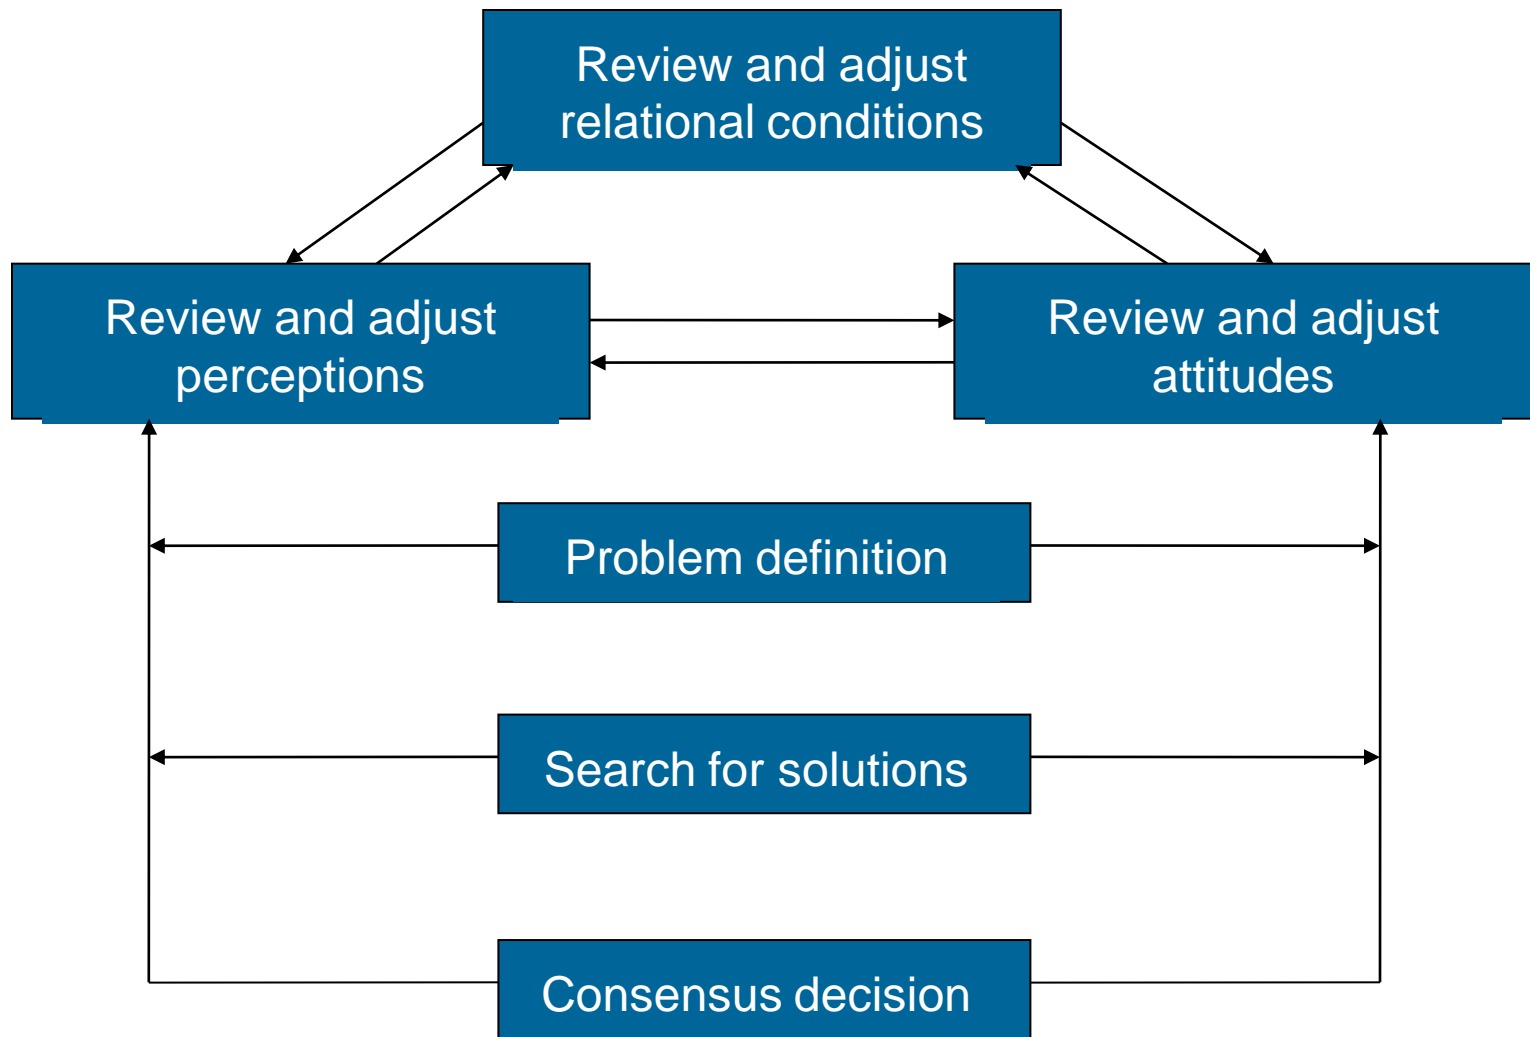 Review and adjust
relational conditions
Review and adjust
perceptions
Review and adjust
attitudes
Problem definition
Search for solutions
Consensus decision